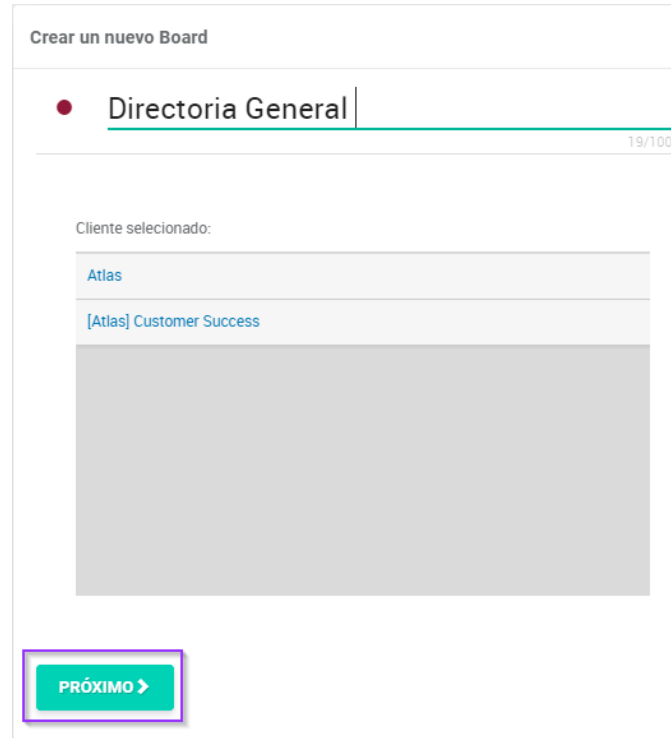 Crear un nuevo Board
Directoria General
19/100
Cliente selecionado:
Atlas
[Atlas] Customer Success
PRÓXIMO